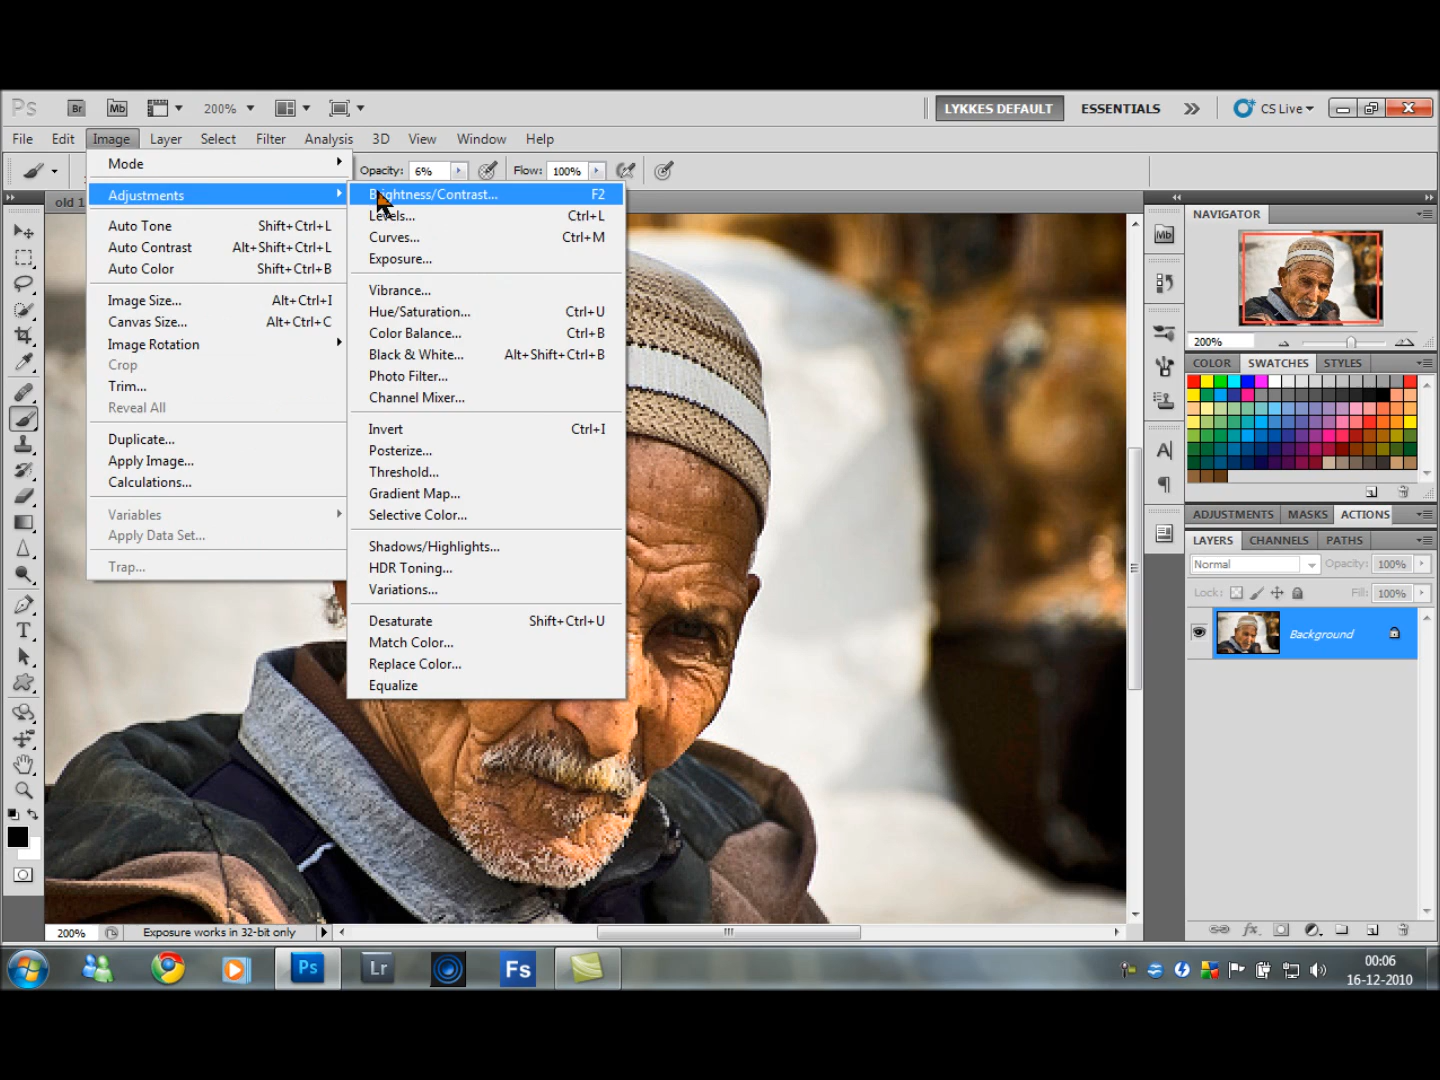 Ps Br Mb 200% LYKKES DEFAULT ESSENTIALS CS Live
File Edit Image Layer Select Filter Analysis 3D View Window Help
Opacity: 6% Flow: 100%
old 1
Mode
Adjustments
Auto Tone Shift+Ctrl+L
Auto Contrast Alt+Shift+Ctrl+L
Auto Color Shift+Ctrl+B
Image Size... Alt+Ctrl+I
Canvas Size... Alt+Ctrl+C
Image Rotation
Crop
Trim...
Reveal All
Duplicate...
Apply Image...
Calculations...
Variables
Apply Data Set...
Trap...
Brightness/Contrast... F2
Levels... Ctrl+L
Curves... Ctrl+M
Exposure...
Vibrance...
Hue/Saturation... Ctrl+U
Color Balance... Ctrl+B
Black & White... Alt+Shift+Ctrl+B
Photo Filter...
Channel Mixer...
Invert Ctrl+I
Posterize...
Threshold...
Gradient Map...
Selective Color...
Shadows/Highlights...
HDR Toning...
Variations...
Desaturate Shift+Ctrl+U
Match Color...
Replace Color...
Equalize
Mb
NAVIGATOR
200%
COLOR SWATCHES STYLES
ADJUSTMENTS MASKS ACTIONS
LAYERS CHANNELS PATHS
Normal Opacity: 100%
Lock: Fill: 100%
Background
200% Exposure works in 32-bit only
Ps Lr Fs
00:06
16-12-2010